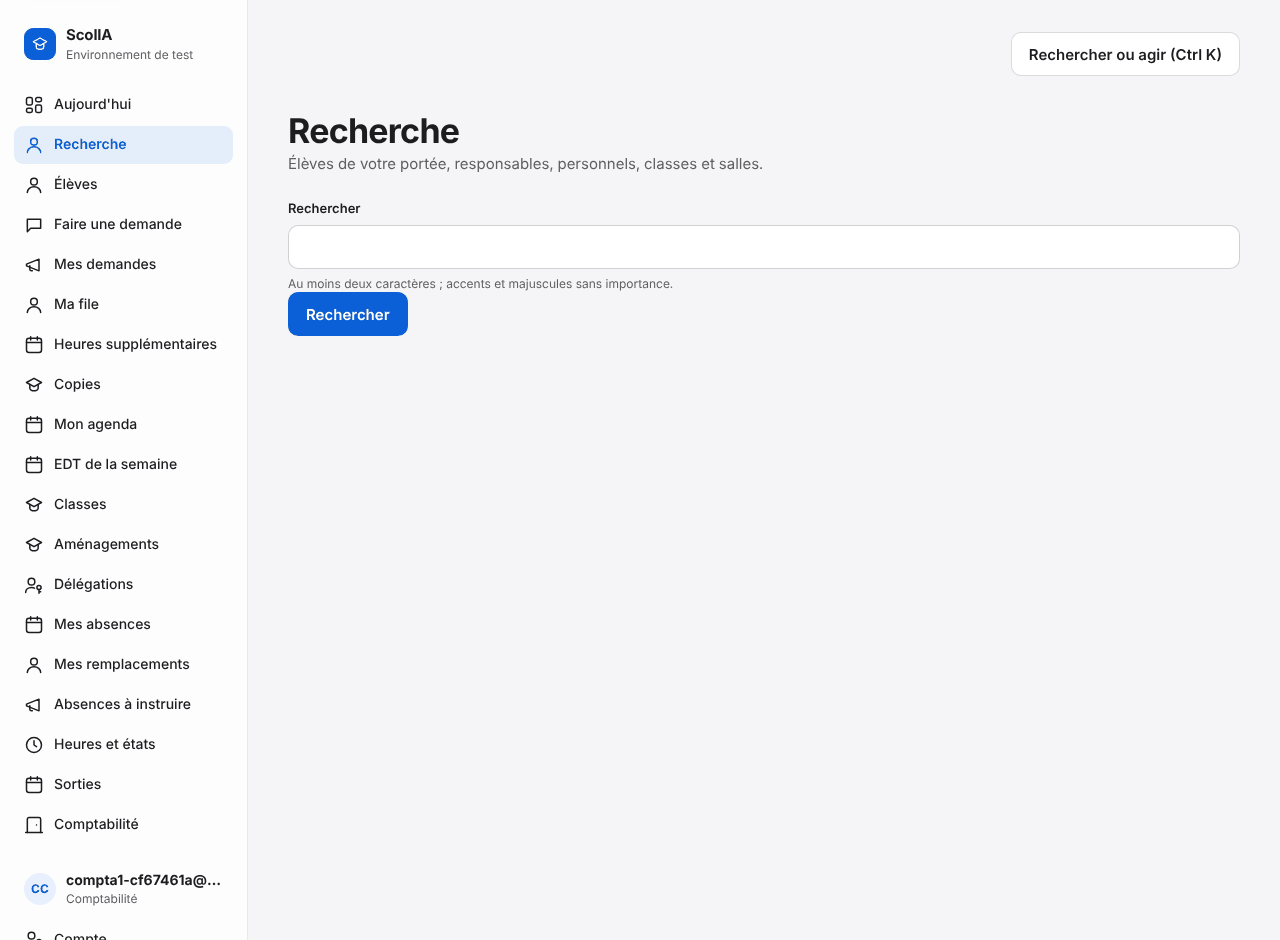 ScolIA
Environnement de test
Aujourd'hui
Recherche
Élèves
Faire une demande
Mes demandes
Ma file
Heures supplémentaires
Copies
Mon agenda
EDT de la semaine
Classes
Aménagements
Délégations
Mes absences
Mes remplacements
Absences à instruire
Heures et états
Sorties
Comptabilité
CC
compta1-cf67461a@...
Comptabilité
Compte
Rechercher ou agir (Ctrl K)
Recherche
Élèves de votre portée, responsables, personnels, classes et salles.
Rechercher
Au moins deux caractères ; accents et majuscules sans importance.
Rechercher